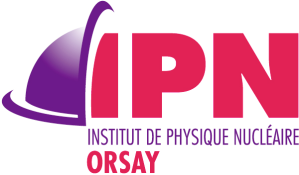 IPN
INSTITUT DE PHYSIQUE NUCLÉAIRE
ORSAY